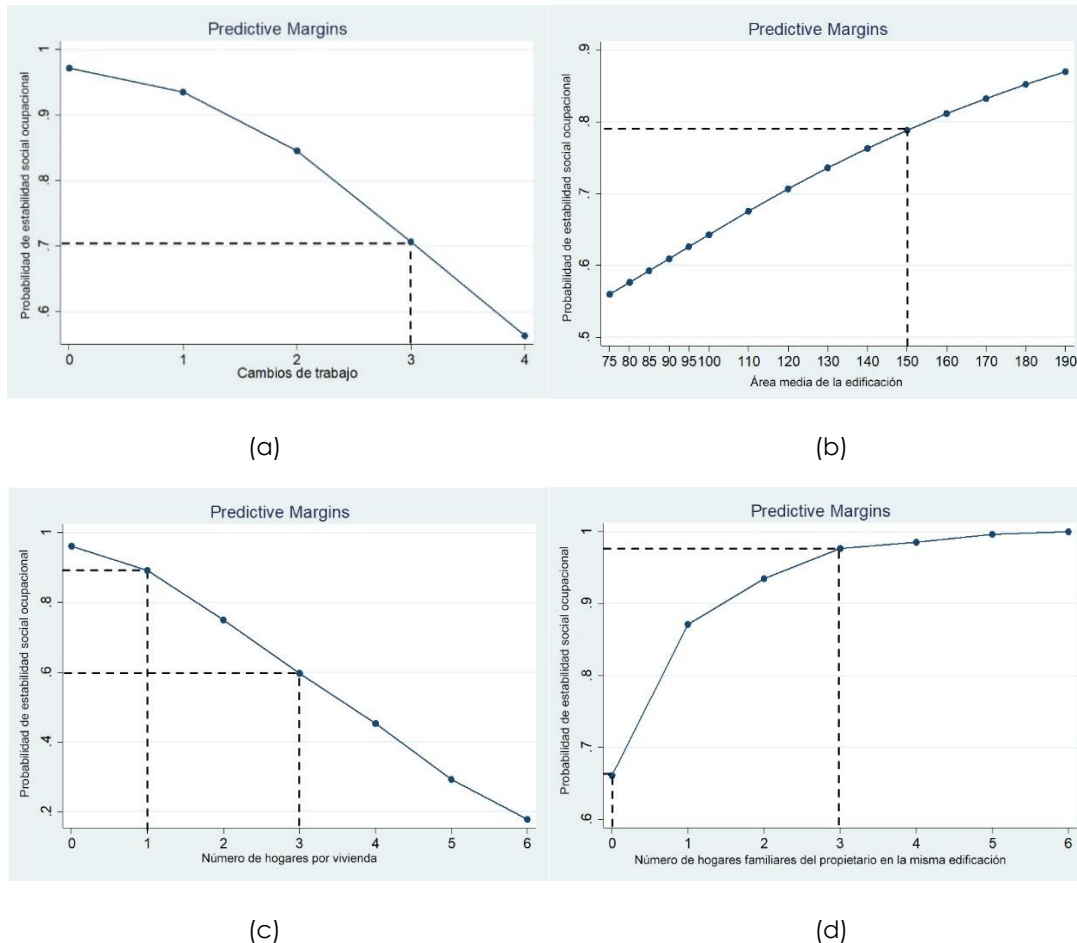 Predictive Margins
Probabilidad de estabilidad social ocupacional
1
.9
.8
.7
.6
0 1 2 3 4
Cambios de trabajo
(a)
Predictive Margins
Probabilidad de estabilidad social ocupacional
.9
.8
.7
.6
.5
75 80 85 90 95 100 110 120 130 140 150 160 170 180 190
Área media de la edificación
(b)
Predictive Margins
Probabilidad de estabilidad social ocupacional
1
.8
.6
.4
.2
0 1 2 3 4 5 6
Número de hogares por vivienda
(c)
Predictive Margins
Probabilidad de estabilidad social ocupacional
1
.9
.8
.7
.6
0 1 2 3 4 5 6
Número de hogares familiares del propietario en la misma edificación
(d)